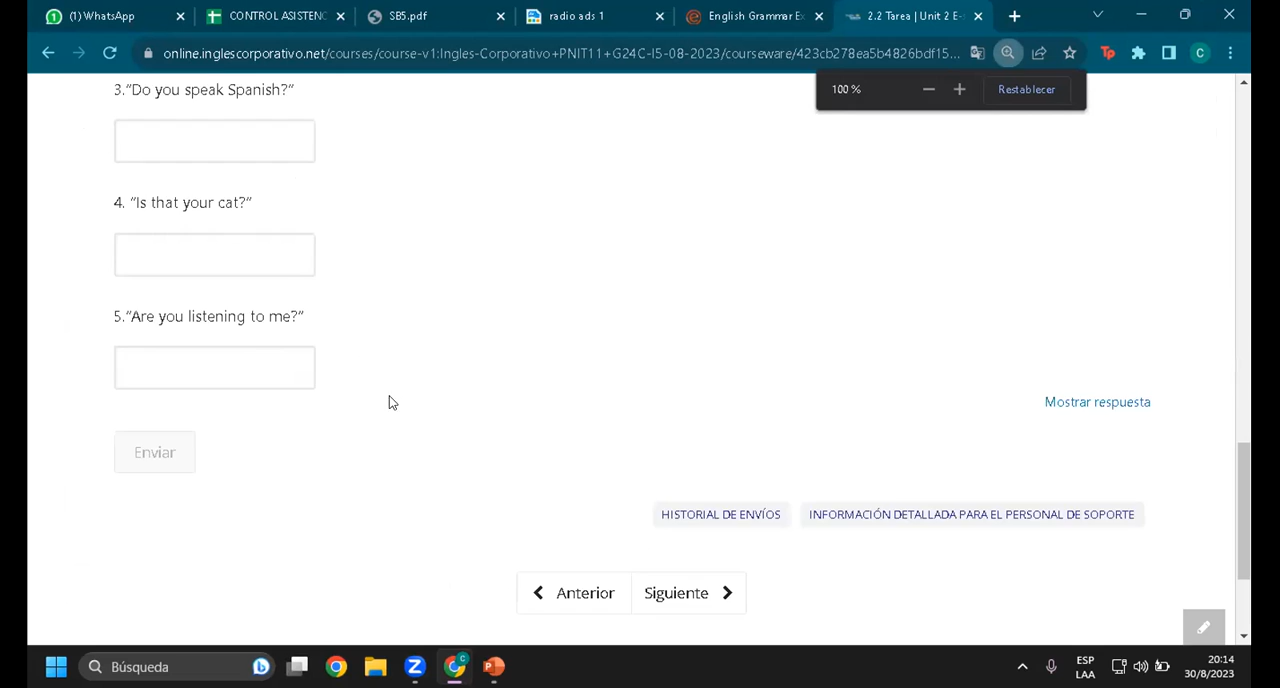 (1) WhatsApp
CONTROL ASISTENC
SB5.pdf
radio ads 1
English Grammar Ex
2.2 Tarea | Unit 2 E-
online.inglescorporativo.net/courses/course-v1:Ingles-Corporativo+PNIT11+G24C-I5-08-2023/courseware/423cb278ea5b4826bdf15...
100 %
Restablecer
3."Do you speak Spanish?"
4. "Is that your cat?"
5."Are you listening to me?"
Mostrar respuesta
Enviar
HISTORIAL DE ENVÍOS
INFORMACIÓN DETALLADA PARA EL PERSONAL DE SOPORTE
Anterior
Siguiente
Búsqueda
ESP
LAA
20:14
30/8/2023